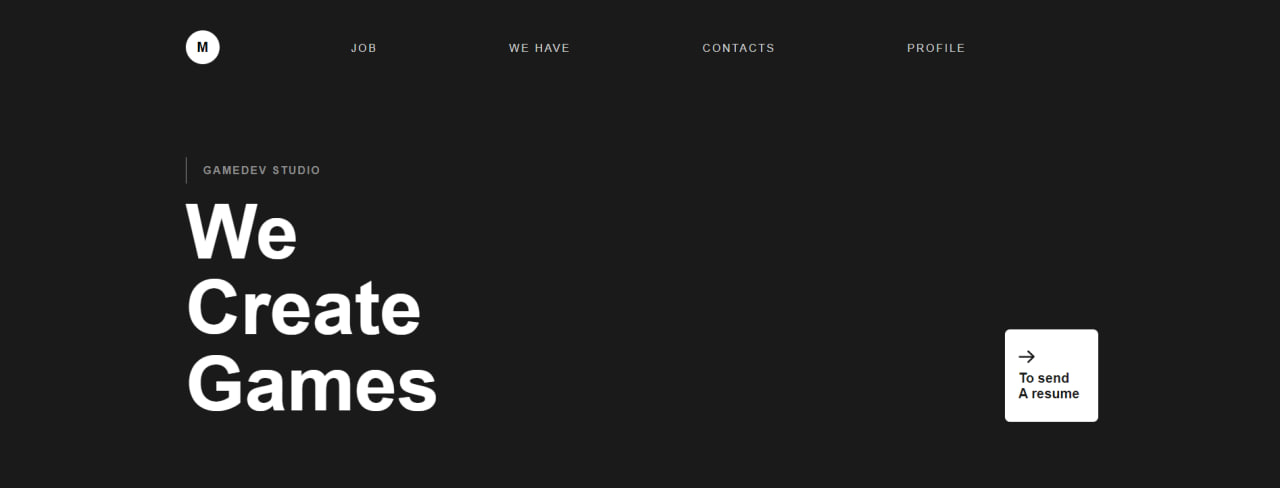 M
JOB
WE HAVE
CONTACTS
PROFILE
GAMEDEV STUDIO
We
Create
Games
To send
A resume